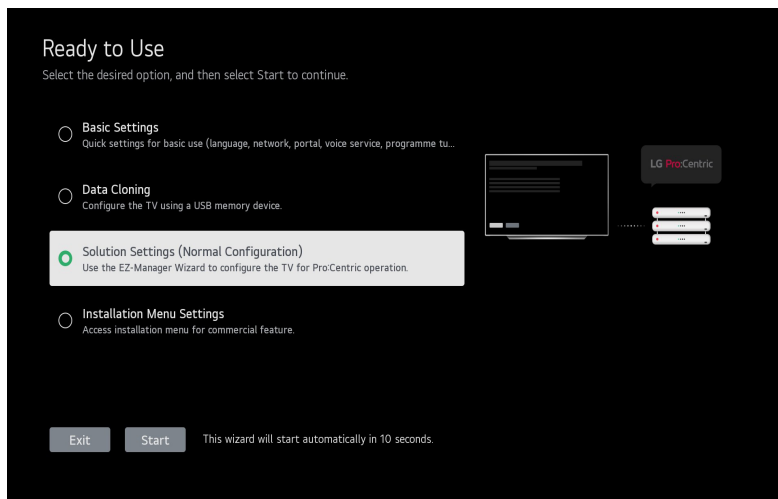 Ready to Use
Select the desired option, and then select Start to continue.
Basic Settings
Quick settings for basic use (language, network, portal, voice service, programme tu...
Data Cloning
Configure the TV using a USB memory device.
Solution Settings (Normal Configuration)
Use the EZ-Manager Wizard to configure the TV for Pro:Centric operation.
Installation Menu Settings
Access installation menu for commercial feature.
LG Pro:Centric
Exit
Start
This wizard will start automatically in 10 seconds.